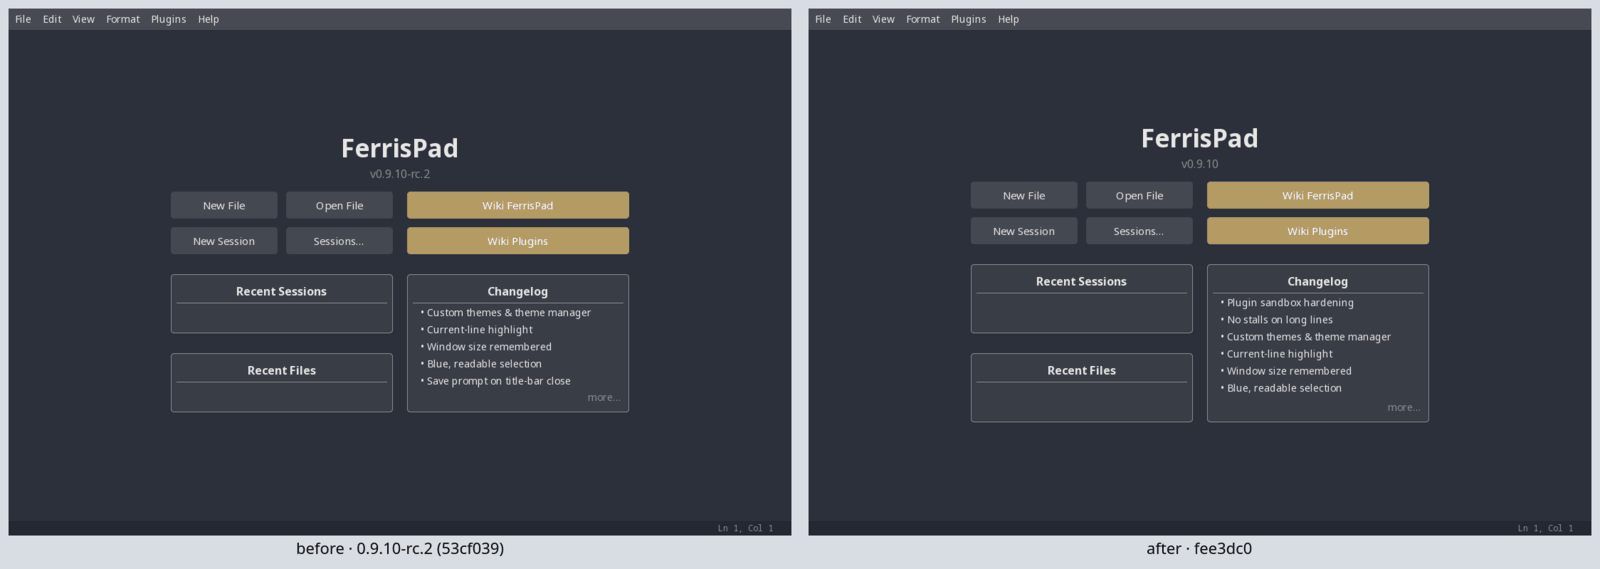 File Edit View Format Plugins Help
FerrisPad
v0.9.10-rc.2
New File Open File Wiki FerrisPad
New Session Sessions... Wiki Plugins
Recent Sessions
Recent Files
Changelog
• Custom themes & theme manager
• Current-line highlight
• Window size remembered
• Blue, readable selection
• Save prompt on title-bar close
more...
Ln 1, Col 1
before · 0.9.10-rc.2 (53cf039)
File Edit View Format Plugins Help
FerrisPad
v0.9.10
New File Open File Wiki FerrisPad
New Session Sessions... Wiki Plugins
Recent Sessions
Recent Files
Changelog
• Plugin sandbox hardening
• No stalls on long lines
• Custom themes & theme manager
• Current-line highlight
• Window size remembered
• Blue, readable selection
more...
Ln 1, Col 1
after · fee3dc0